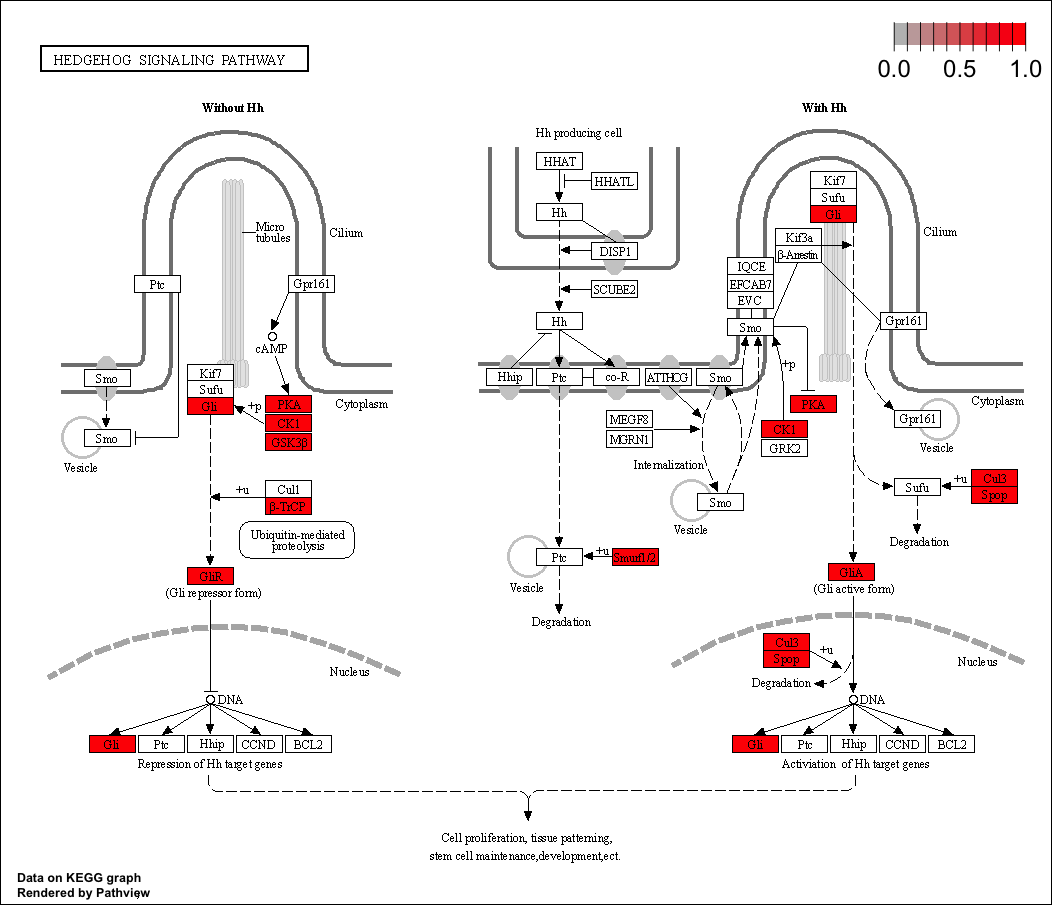 HEDGEHOG SIGNALING PATHWAY
0.0 0.5 1.0
Without Hh
With Hh
Hh producing cell
HHAT
HHATL
Hh
DISP1
SCUBE2
Hh
Hhip
Ptc
co-R
ATTHOG
Smo
Micro
tubules
Cilium
Ptc
Gpr161
cAMP
Smo
Smo
Vesicle
Kif7
Sufu
Gli
+p
PKA
CK1
GSK3β
Cytoplasm
+u
Cul1
β-TrCP
Ubiquitin-mediated
proteolysis
GliR
(Gli repressor form)
Nucleus
DNA
Gli
Ptc
Hhip
CCND
BCL2
Repression of Hh target genes
Kif7
Sufu
Gli
Kif3a
β-Arrestin
Cilium
IQCE
EFCAB7
EVC
Smo
Gpr161
+p
PKA
CK1
GRK2
Cytoplasm
Gpr161
Vesicle
MEGF8
MGRN1
Internalization
Smo
Vesicle
Sufu
+u
Cul3
Spop
Degradation
Ptc
+u
Smurf1/2
Vesicle
Degradation
GliA
(Gli active form)
Cul3
Spop
+u
Degradation
Nucleus
DNA
Gli
Ptc
Hhip
CCND
BCL2
Activiation of Hh target genes
Cell proliferation, tissue patterning,
stem cell maintenance,development,ect.
Data on KEGG graph
Rendered by Pathview